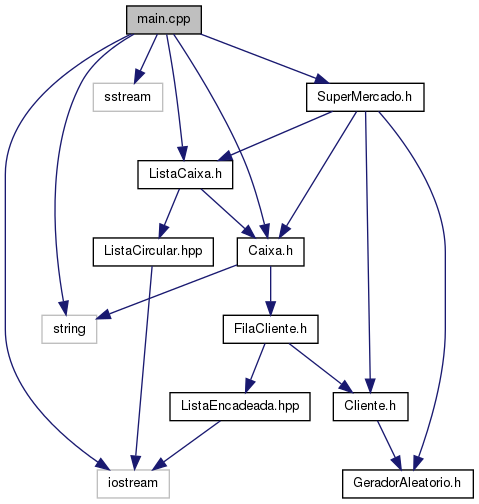 main.cpp
sstream
SuperMercado.h
ListaCaixa.h
ListaCircular.hpp
Caixa.h
string
FilaCliente.h
ListaEncadeada.hpp
Cliente.h
iostream
GeradorAleatorio.h